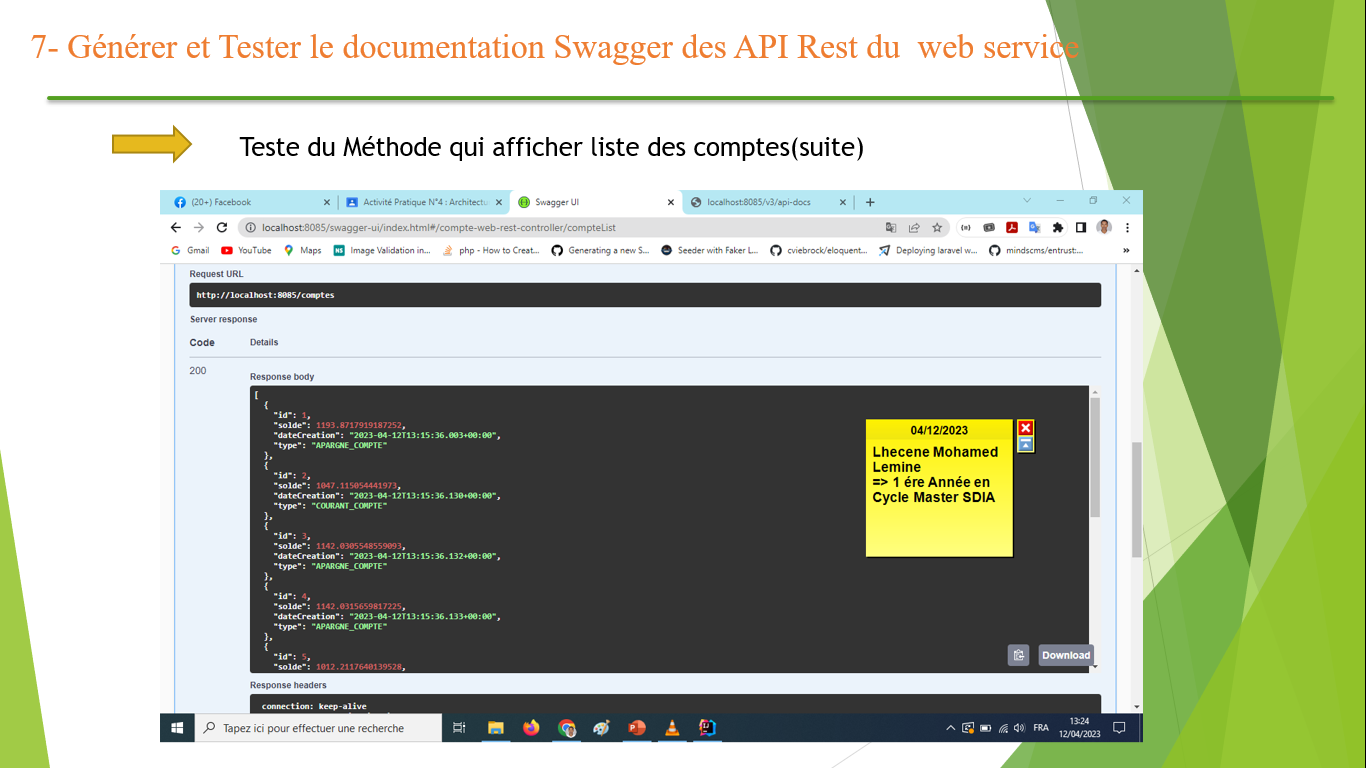 7- Générer et Tester le documentation Swagger des API Rest du web service
Teste du Méthode qui afficher liste des comptes(suite)
(20+) Facebook
Activité Pratique N°4 : Architectu
Swagger UI
localhost:8085/v3/api-docs
localhost:8085/swagger-ui/index.html#/compte-web-rest-controller/compteList
Gmail
YouTube
Maps
Image Validation in...
php - How to Creat...
Generating a new S...
Seeder with Faker L...
cviebrock/eloquent...
Deploying laravel w...
mindscms/entrust:...
Request URL
http://localhost:8085/comptes
Server response
Code Details
200
Response body
[
{
"id": 1,
"solde": 1193.8717919187252,
"dateCreation": "2023-04-12T13:15:36.003+00:00",
"type": "APARGNE_COMPTE"
},
{
"id": 2,
"solde": 1047.115054441973,
"dateCreation": "2023-04-12T13:15:36.130+00:00",
"type": "COURANT_COMPTE"
},
{
"id": 3,
"solde": 1142.0305548559093,
"dateCreation": "2023-04-12T13:15:36.132+00:00",
"type": "APARGNE_COMPTE"
},
{
"id": 4,
"solde": 1142.0315659817225,
"dateCreation": "2023-04-12T13:15:36.133+00:00",
"type": "APARGNE_COMPTE"
},
{
"id": 5,
"solde": 1012.2117640139528,
04/12/2023
Lhecene Mohamed
Lemine
=> 1 ére Année en
Cycle Master SDIA
Download
Response headers
connection: keep-alive
Tapez ici pour effectuer une recherche
FRA
13:24
12/04/2023